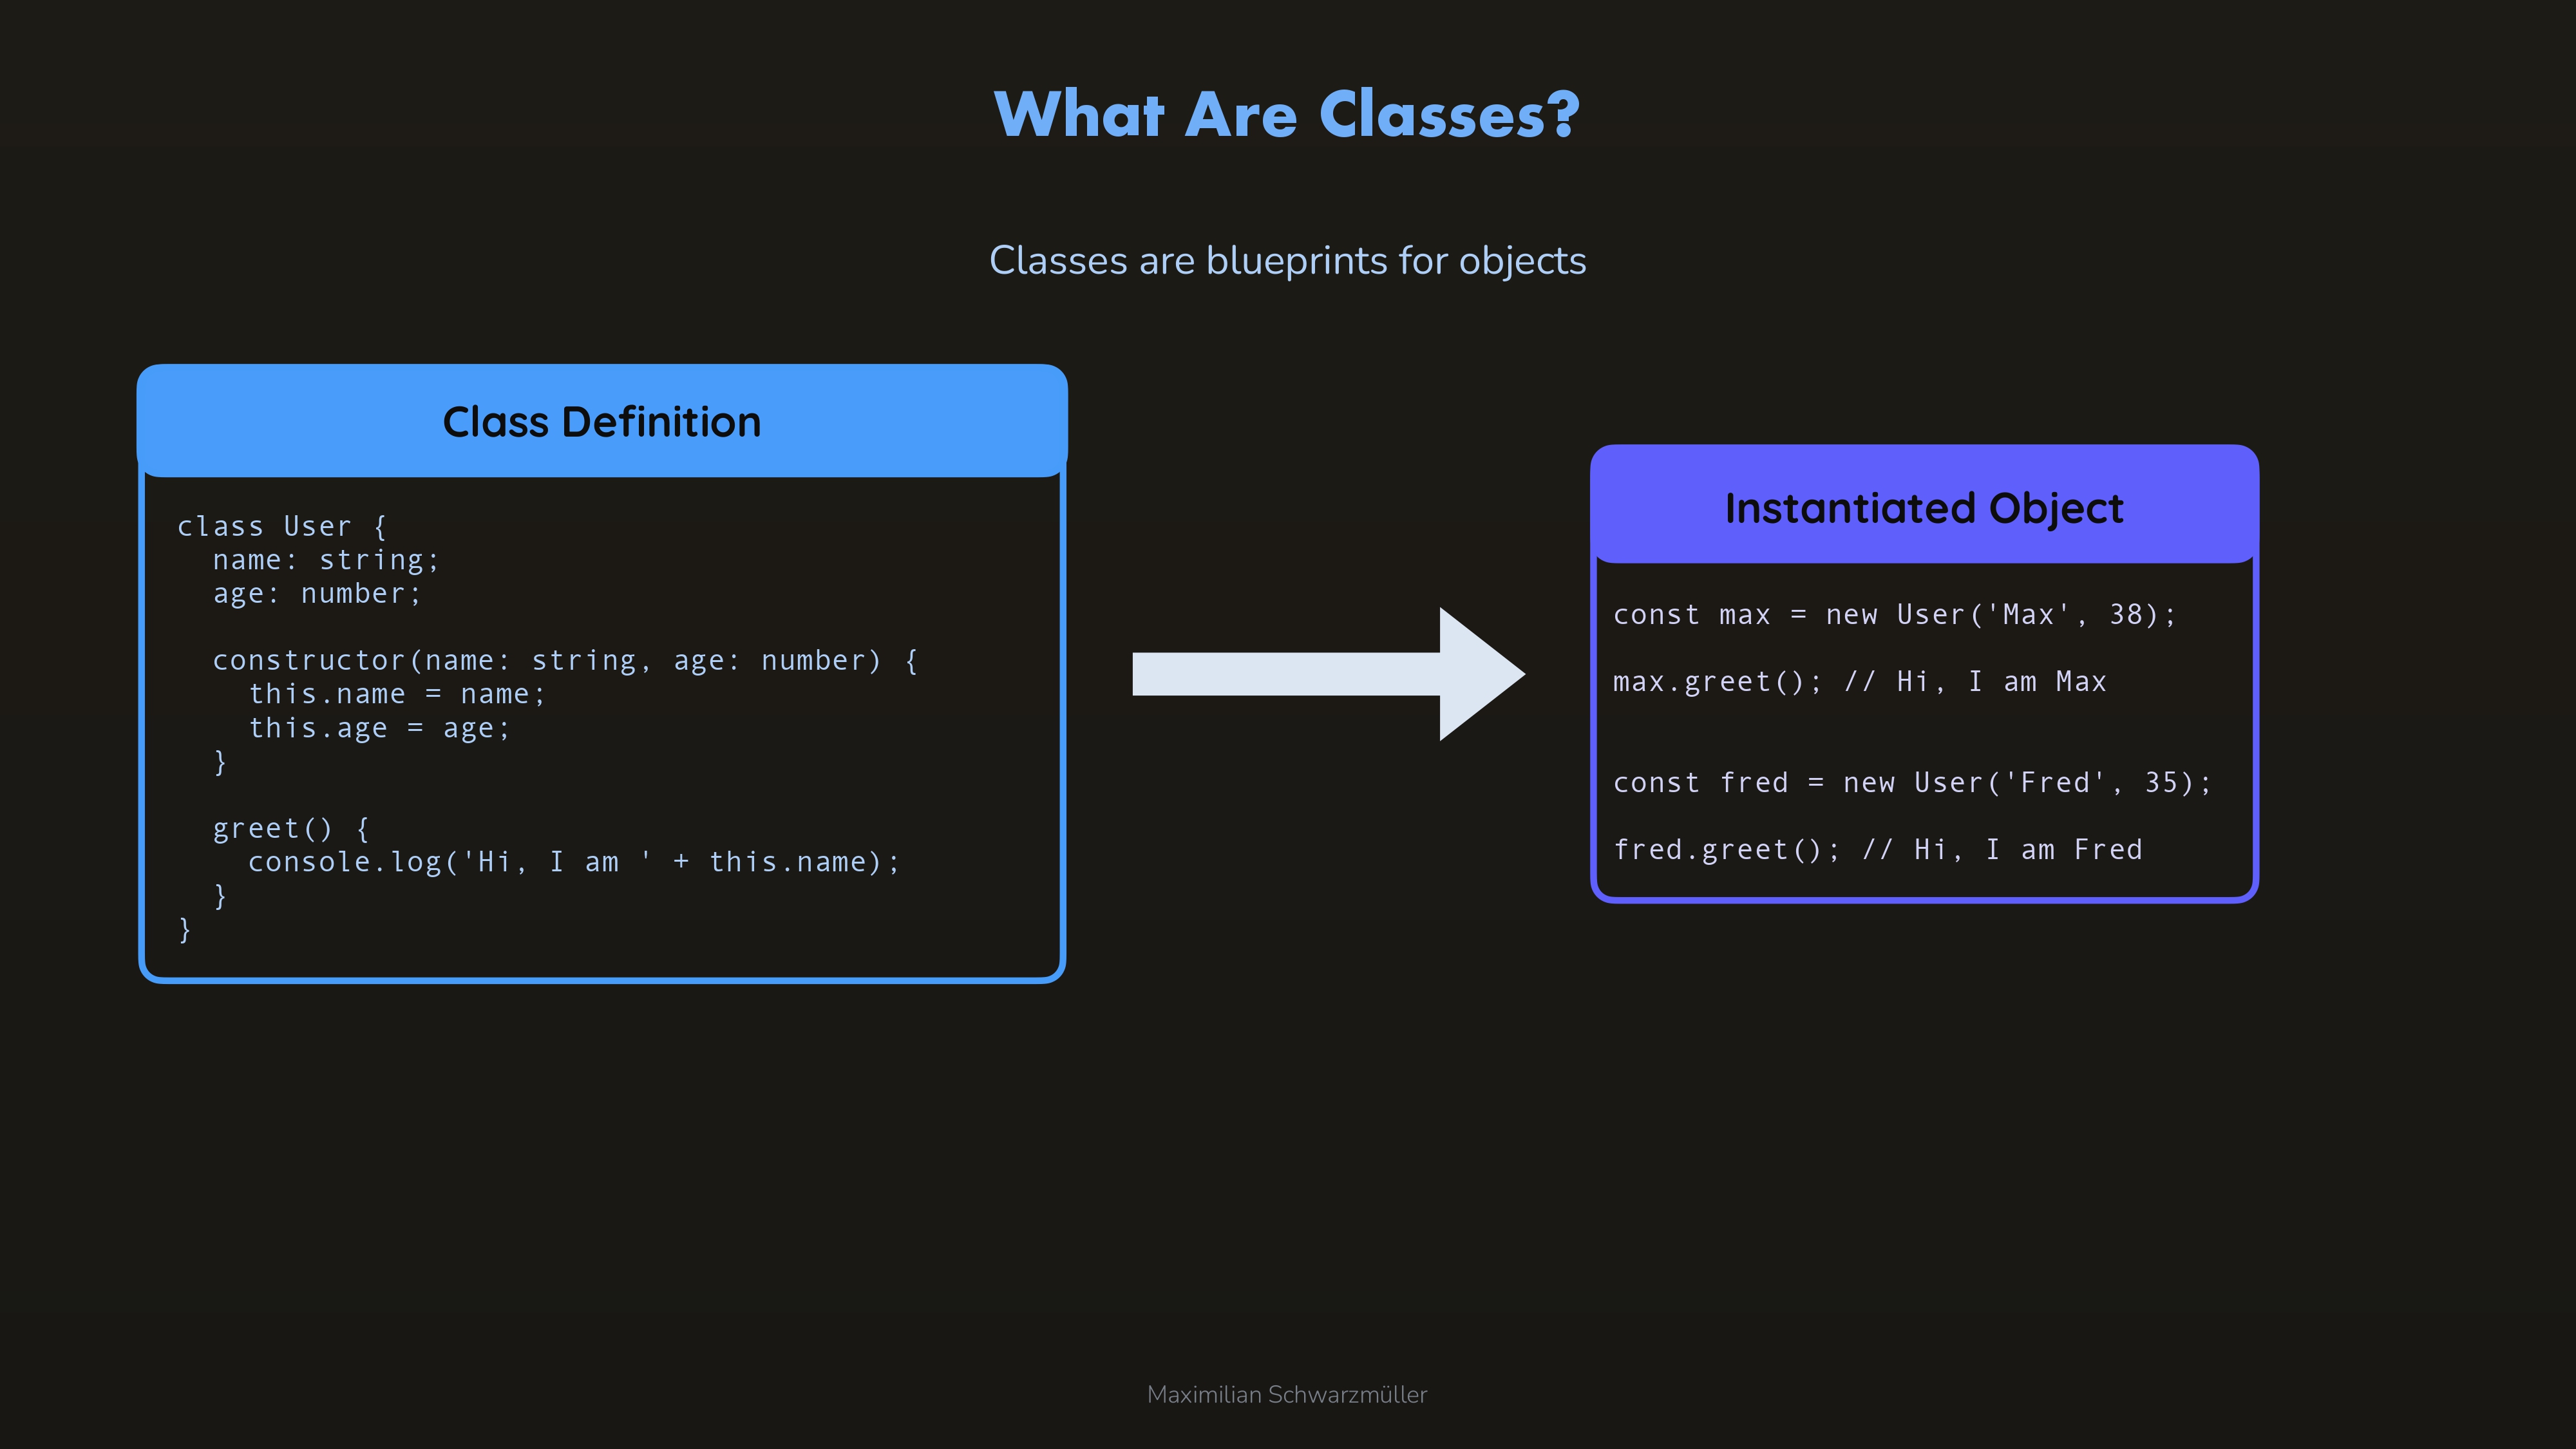 What Are Classes?
Classes are blueprints for objects
Class Definition
class User {
  name: string;
  age: number;

  constructor(name: string, age: number) {
    this.name = name;
    this.age = age;
  }

  greet() {
    console.log('Hi, I am ' + this.name);
  }
}
Instantiated Object
const max = new User('Max', 38);
max.greet(); // Hi, I am Max
const fred = new User('Fred', 35);
fred.greet(); // Hi, I am Fred
Maximilian Schwarzmüller